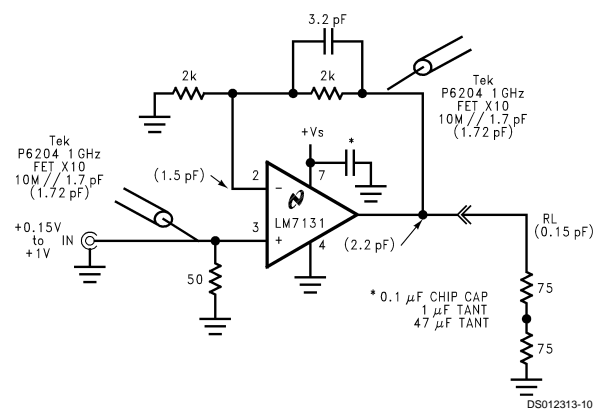 3.2 pF
2k
2k
Tek
P6204 1 GHz
FET X10
10M // 1.7 pF
(1.72 pF)
+Vs
*
Tek
P6204 1 GHz
FET X10
10M // 1.7 pF
(1.72 pF)
(1.5 pF)
2
7
-
LM7131
3
+
4
+0.15V
to
+1V
IN
(2.2 pF)
RL
(0.15 pF)
50
* 0.1 μF CHIP CAP
1 μF TANT
47 μF TANT
75
75
DS012313-10